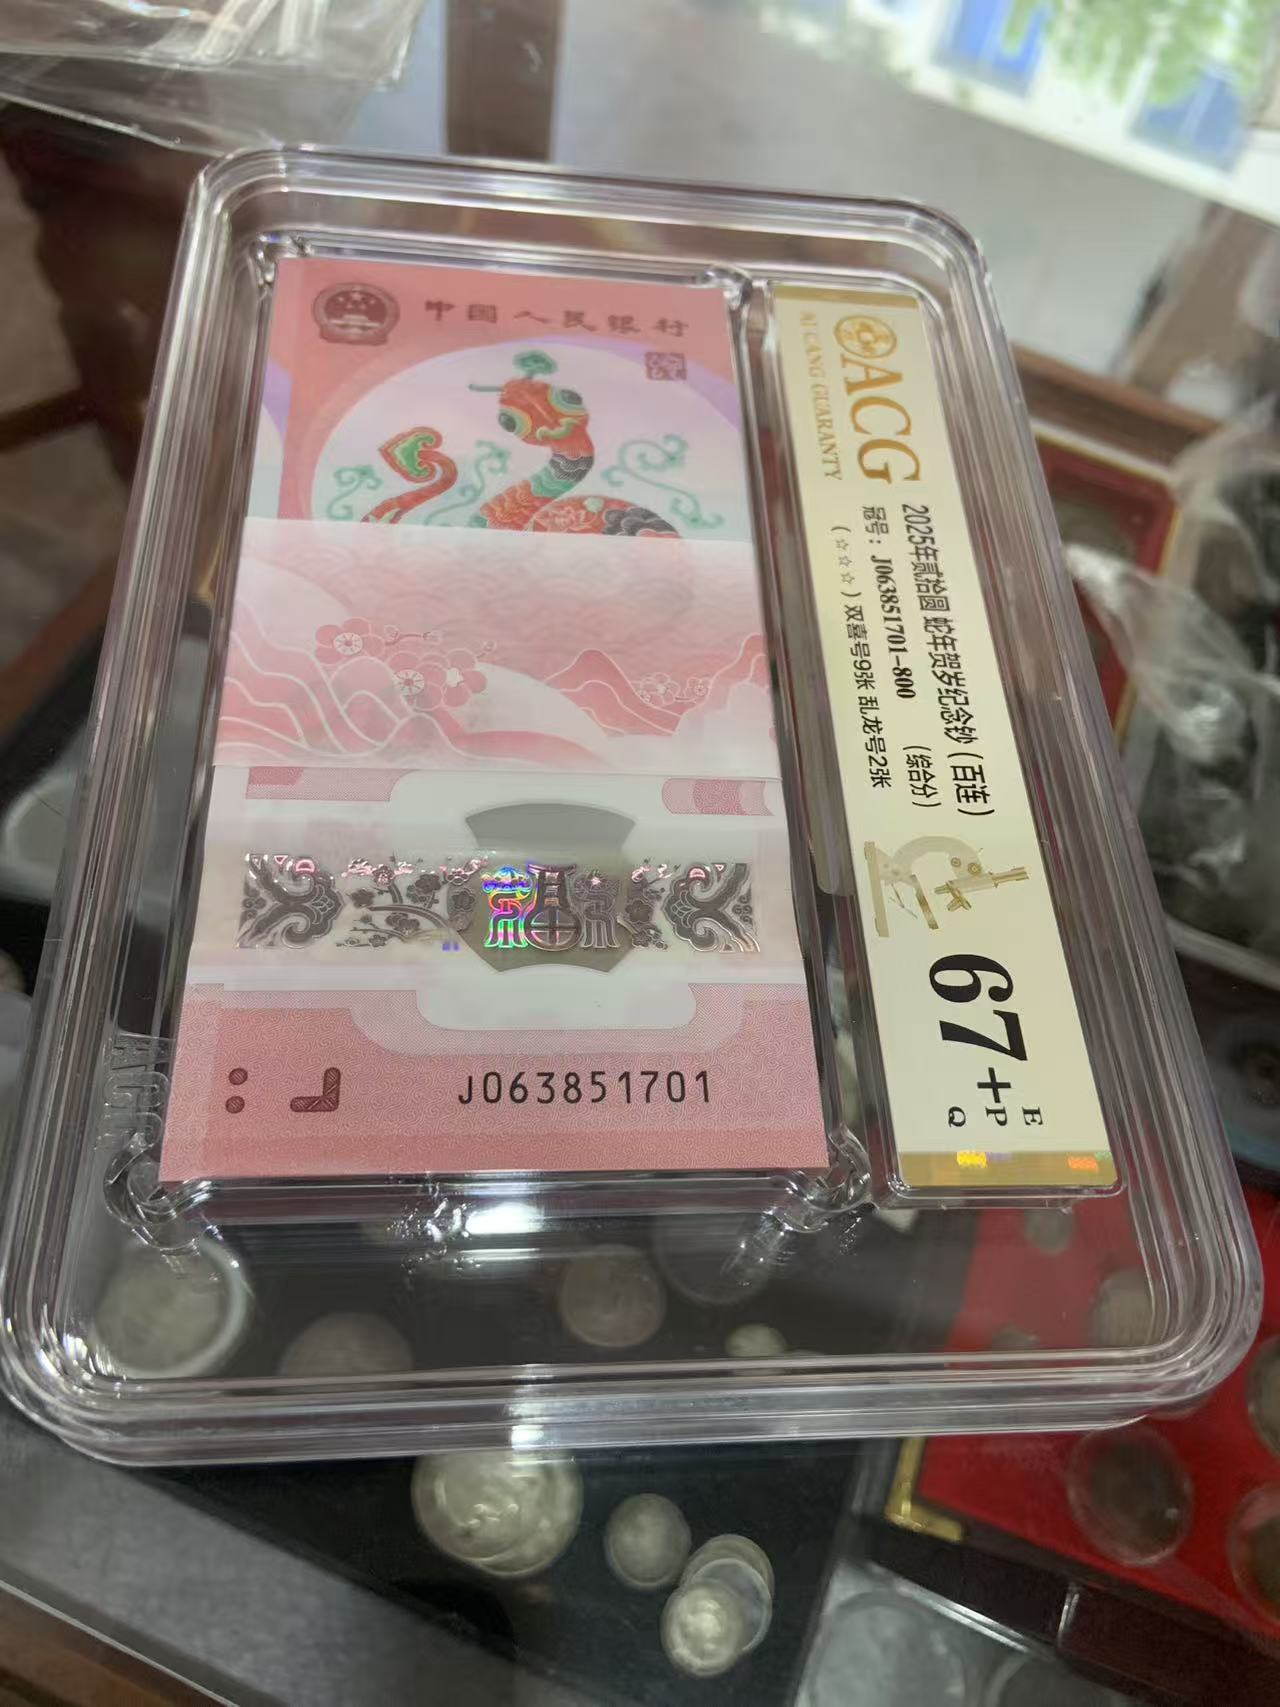 中国人民银行
J063851701
ACG
AI CANG GUARANTY
2025年贰拾圆 蛇年贺岁纪念钞（百连）
冠号：J063851701-800 （综合分）
（☆☆☆）双喜号9张 乱龙号2张
67+
E
P
Q